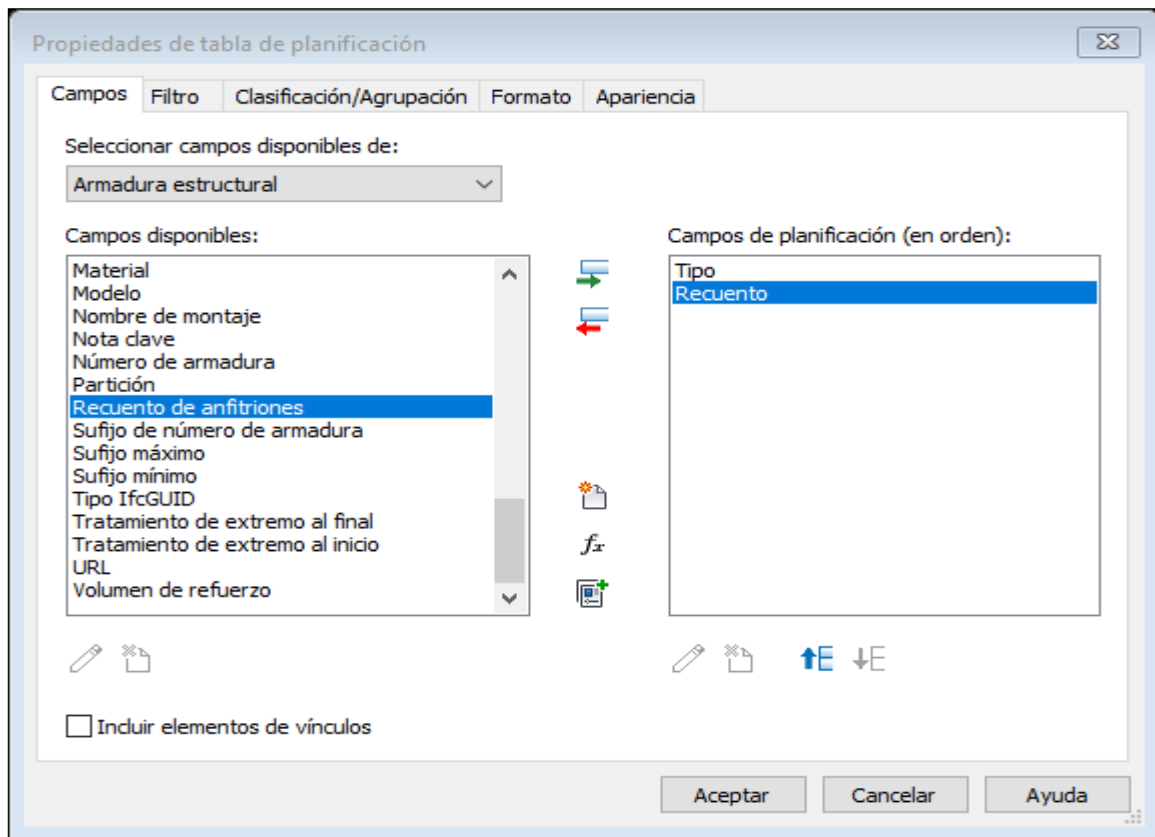 Propiedades de tabla de planificación
Campos Filtro Clasificación/Agrupación Formato Apariencia
Seleccionar campos disponibles de:
Armadura estructural
Campos disponibles:
Material
Modelo
Nombre de montaje
Nota clave
Número de armadura
Partición
Recuento de anfitriones
Sufijo de número de armadura
Sufijo máximo
Sufijo mínimo
Tipo IfcGUID
Tratamiento de extremo al final
Tratamiento de extremo al inicio
URL
Volumen de refuerzo
fx
Campos de planificación (en orden):
Tipo
Recuento
Incluir elementos de vínculos
Aceptar Cancelar Ayuda